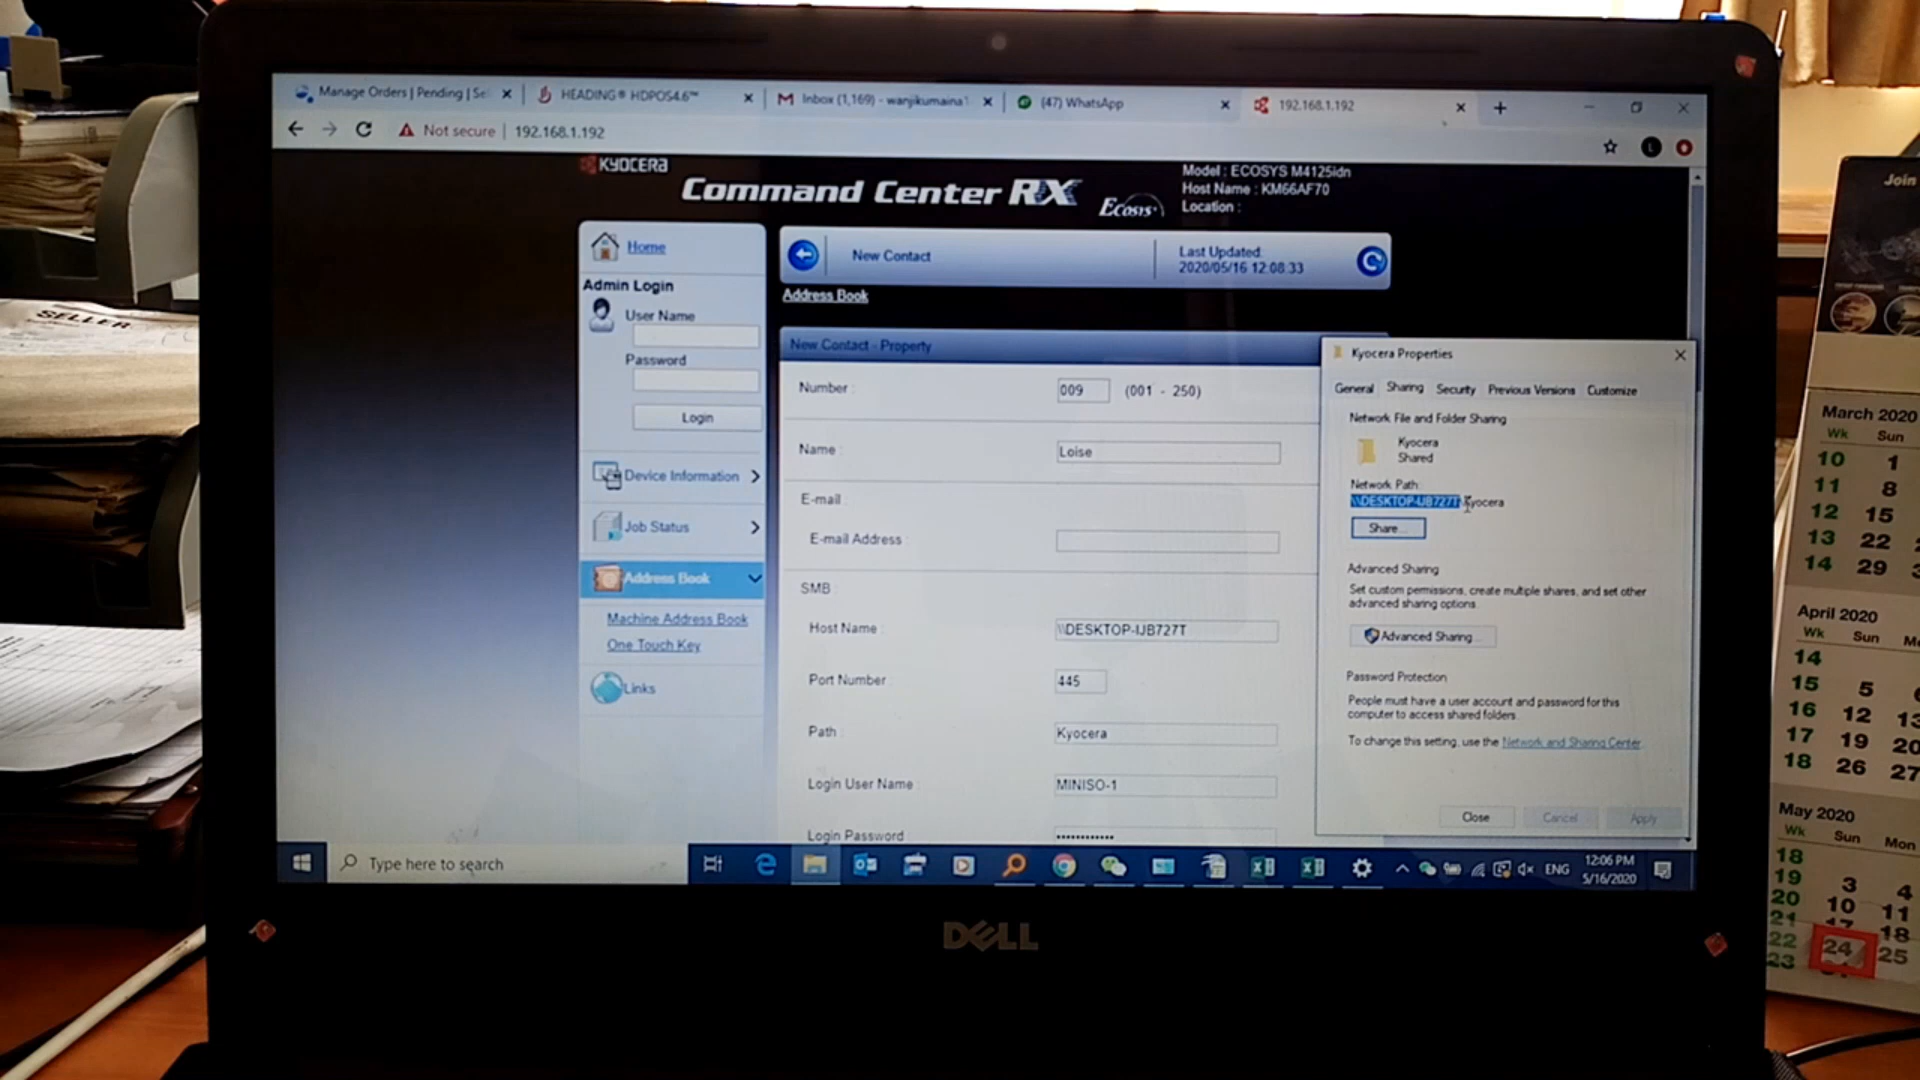 Manage Orders | Pending | Se
HEADING® HDPOS4.6™
Inbox (1,169) - wanjikumaina1
(47) WhatsApp
192.168.1.192
Not secure | 192.168.1.192
KYOCERA
Command Center RX
Ecosys
Model : ECOSYS M4125idn
Host Name : KM66AF70
Location :
Home
Admin Login
User Name
Password
Login
Device Information
Job Status
Address Book
Machine Address Book
One Touch Key
Links
New Contact
Last Updated:
2020/05/16 12:08:33
Address Book
New Contact - Property
Number :
009
(001 - 250)
Name :
Loise
E-mail
E-mail Address :
SMB
Host Name :
\\DESKTOP-IJB727T
Port Number :
445
Path :
Kyocera
Login User Name
MINISO-1
Login Password
••••••••••••
Kyocera Properties
General
Sharing
Security
Previous Versions
Customize
Network File and Folder Sharing
Kyocera
Shared
Network Path:
\\DESKTOP-IJB727T\Kyocera
Share...
Advanced Sharing
Set custom permissions, create multiple shares, and set other
advanced sharing options.
Advanced Sharing...
Password Protection
People must have a user account and password for this
computer to access shared folders.
To change this setting, use the Network and Sharing Center.
Close
Cancel
Apply
Type here to search
ENG
12:06 PM
5/16/2020
DELL
SELLER
Join
March 2020
Wk Sun
10 1
11 8
12 15
13 22
14 29
April 2020
Wk Sun
14
15 5
16 12 13
17 19 20
18 26 27
May 2020
Wk Sun Mon
18
19 3 4
20 10 11
21 17 18
22 24 25
23